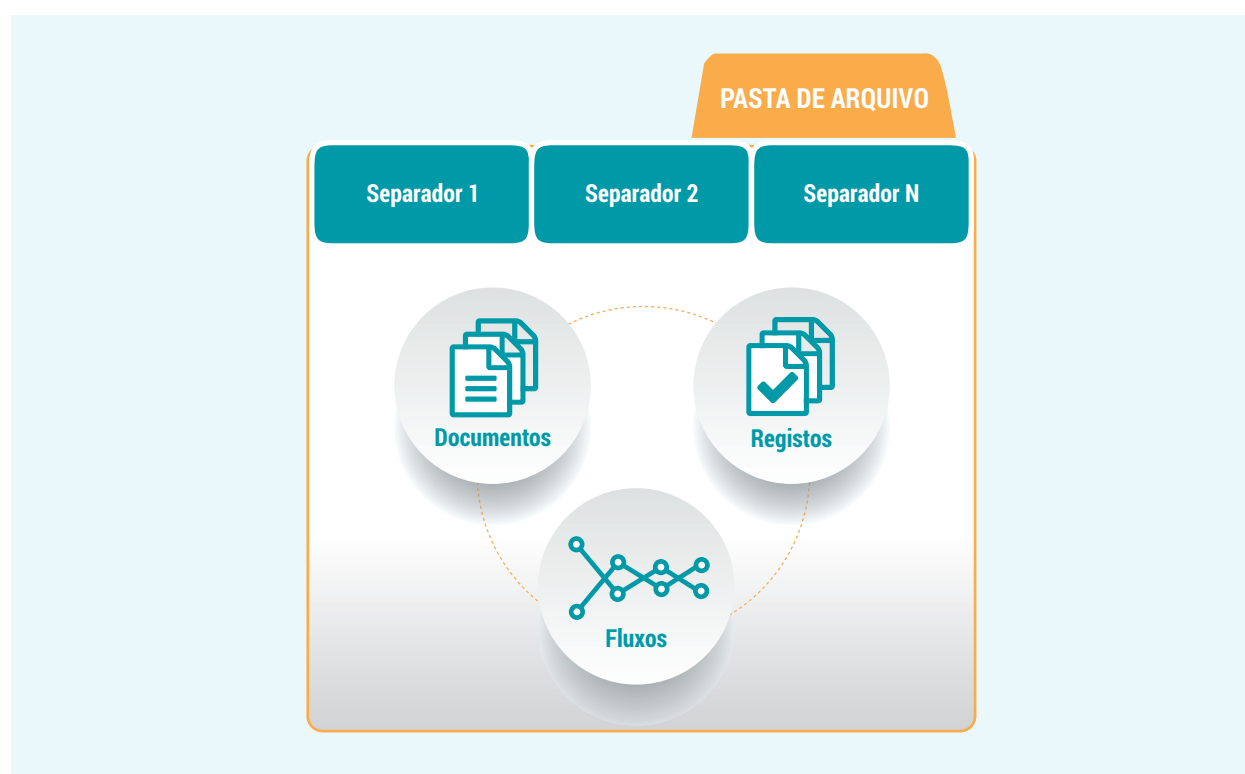 PASTA DE ARQUIVO
Separador 1
Separador 2
Separador N
Documentos
Registos
Fluxos